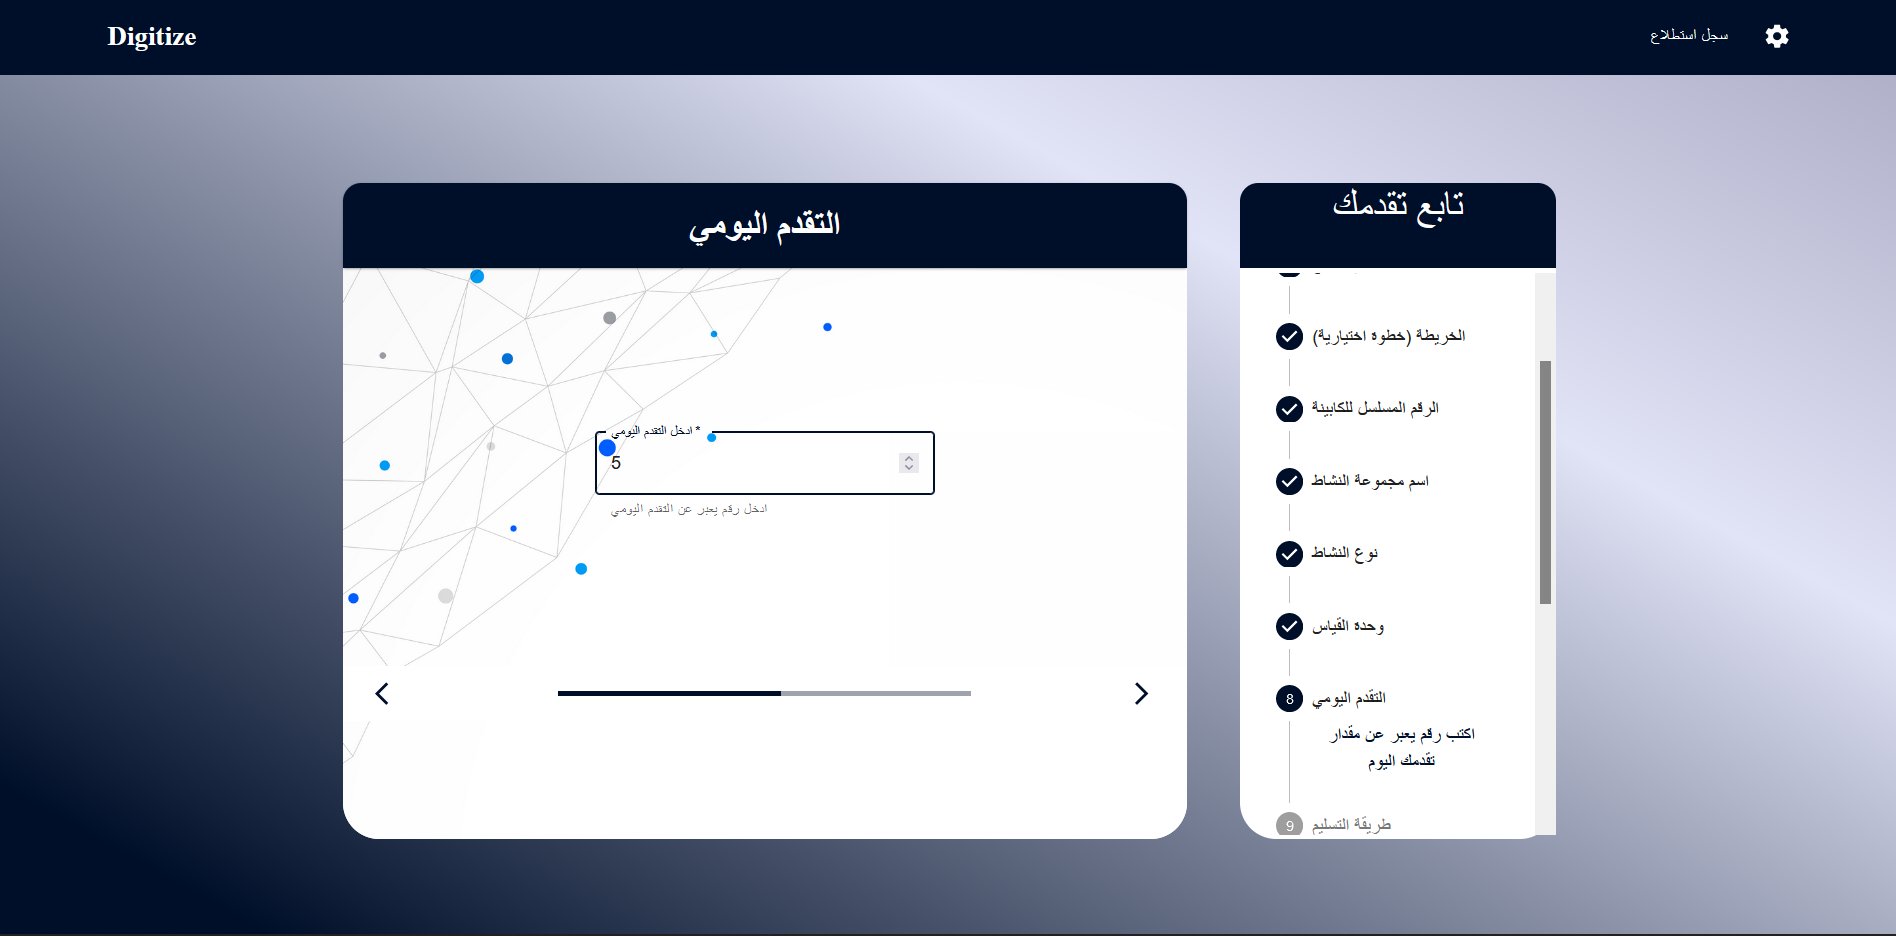 Digitize
سجل استطلاع
التقدم اليومي
ادخل التقدم اليومي *
5
ادخل رقم يعبر عن التقدم اليومي
تابع تقدمك
الخريطة (خطوة اختيارية)
الرقم المسلسل للكابينة
اسم مجموعة النشاط
نوع النشاط
وحدة القياس
8 التقدم اليومي
اكتب رقم يعبر عن مقدار
تقدمك اليوم
9 طريقة التسليم